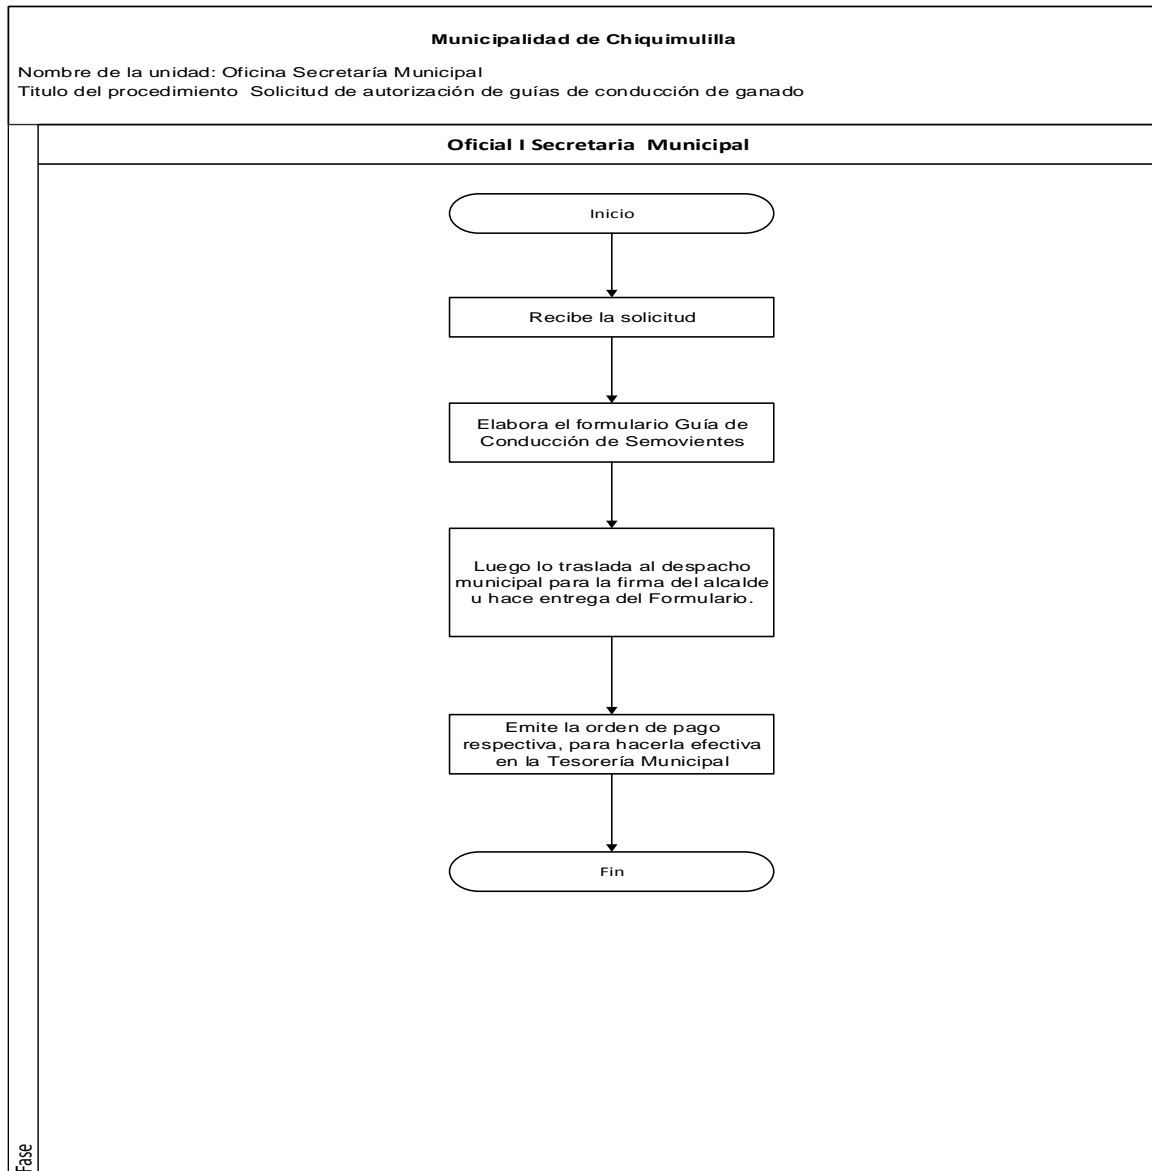 Municipalidad de Chiquimulilla
Nombre de la unidad: Oficina Secretaría Municipal
Titulo del procedimiento  Solicitud de autorización de guías de conducción de ganado
Oficial I Secretaria  Municipal
Inicio
Recibe la solicitud
Elabora el formulario Guía de
Conducción de Semovientes
Luego lo traslada al despacho
municipal para la firma del alcalde
u hace entrega del Formulario.
Emite la orden de pago
respectiva, para hacerla efectiva
en la Tesorería Municipal
Fin
Fase